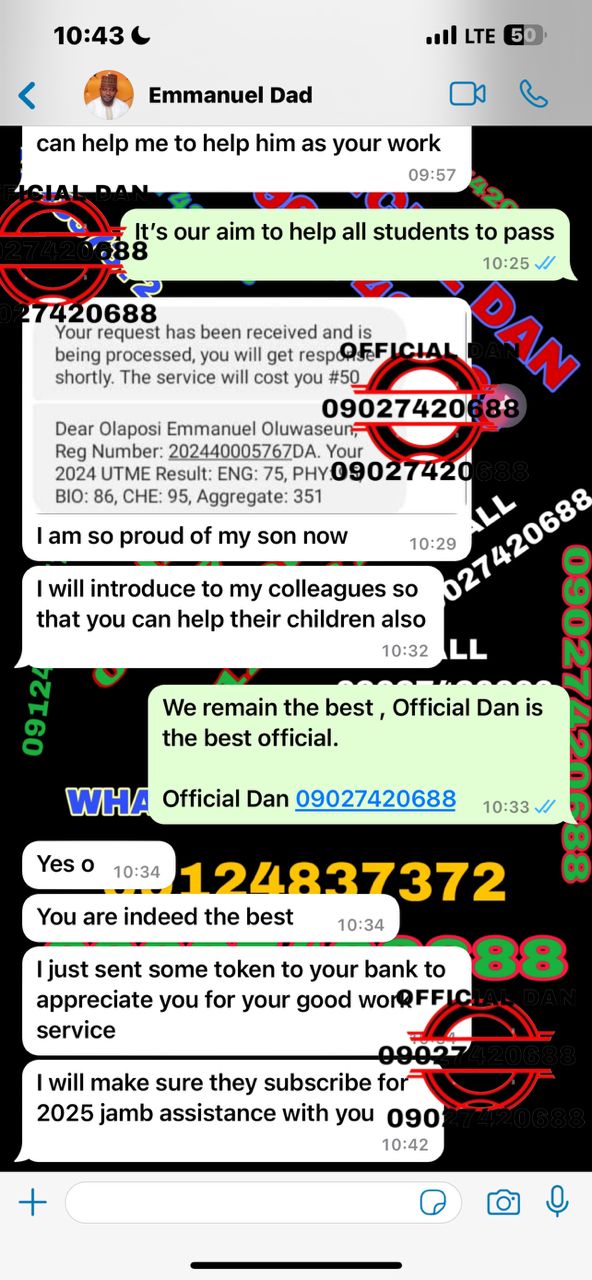 10:43
LTE 50
Emmanuel Dad
can help me to help him as your work
09:57
OFFICIAL DAN
It's our aim to help all students to pass
09027420688
10:25
09027420688
DAN
Your request has been received and is
being processed, you will get response
shortly. The service will cost you #50
OFFICIAL DAN
09027420688
Dear Olaposi Emmanuel Oluwaseun,
Reg Number: 202440005767DA. Your
2024 UTME Result: ENG: 75, PHY:
09027420688
BIO: 86, CHE: 95, Aggregate: 351
I am so proud of my son now
10:29
I will introduce to my colleagues so
that you can help their children also
10:32
We remain the best , Official Dan is
the best official.
Official Dan 09027420688
10:33
09027420688
Yes o
10:34
You are indeed the best
10:34
I just sent some token to your bank to
appreciate you for your good work
service
OFFICIAL DAN
09027420688
I will make sure they subscribe for
2025 jamb assistance with you
09027420688
10:42